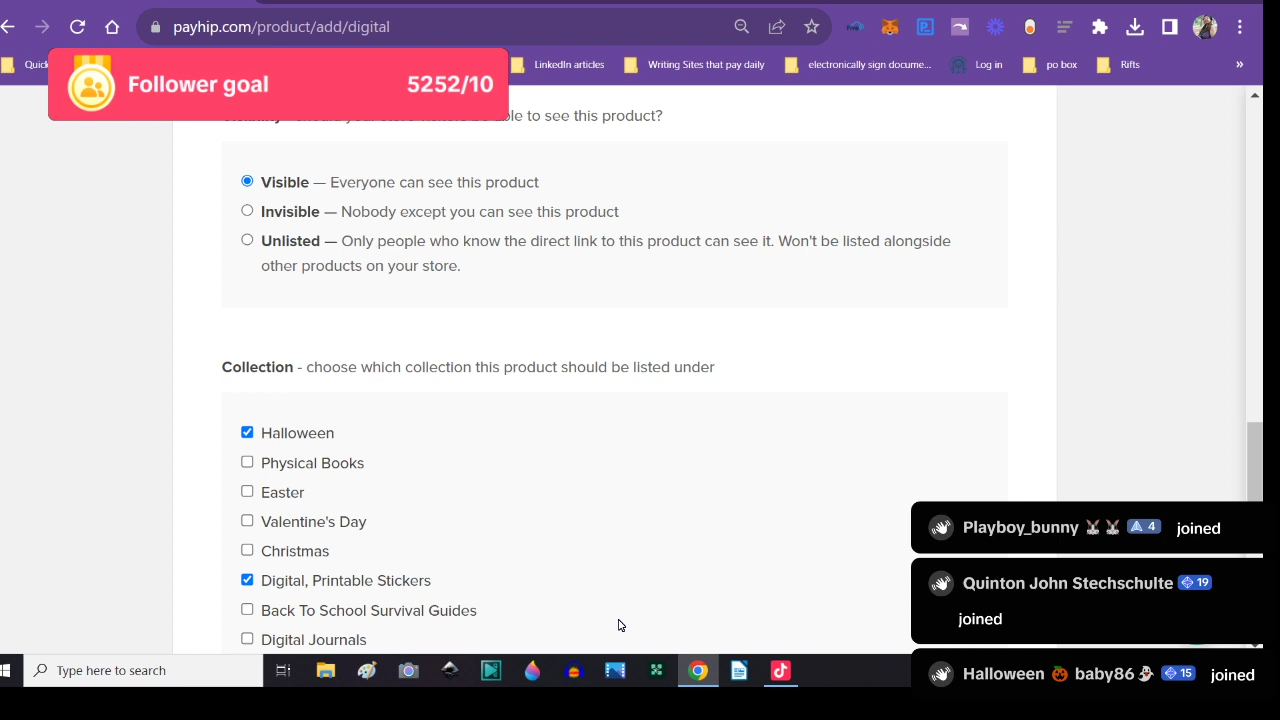 payhip.com/product/add/digital
Quick
LinkedIn articles
Writing Sites that pay daily
electronically sign docume...
Log in
po box
Rifts
»
Follower goal 5252/10
able to see this product?
Visible — Everyone can see this product
Invisible — Nobody except you can see this product
Unlisted — Only people who know the direct link to this product can see it. Won't be listed alongside
other products on your store.
Collection - choose which collection this product should be listed under
Halloween
Physical Books
Easter
Valentine's Day
Christmas
Digital, Printable Stickers
Back To School Survival Guides
Digital Journals
Playboy_bunny 🐰 🐰 4 joined
Quinton John Stechschulte 19
joined
Halloween 🎃 baby86 👻 15 joined
Type here to search